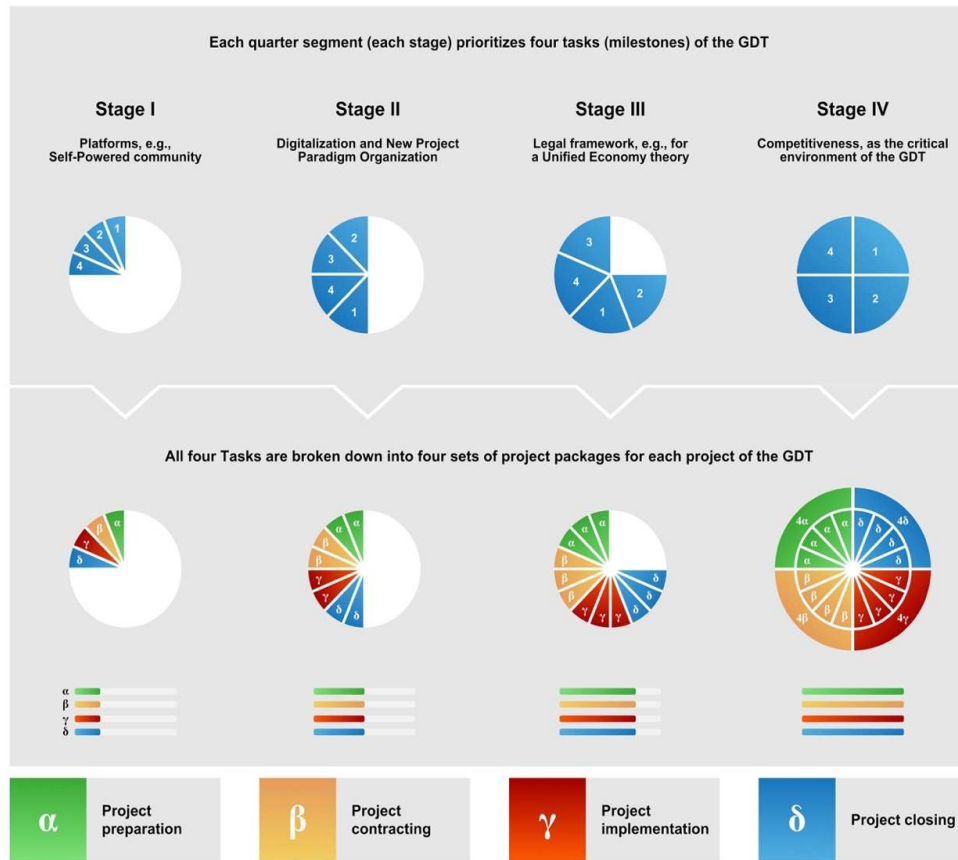 Each quarter segment (each stage) prioritizes four tasks (milestones) of the GDT
Stage I
Platforms, e.g.,
Self-Powered community
1
2
3
4
Stage II
Digitalization and New Project
Paradigm Organization
2
3
4
1
Stage III
Legal framework, e.g., for
a Unified Economy theory
3
4
1
2
Stage IV
Competitiveness, as the critical
environment of the GDT
4 1
3 2
All four Tasks are broken down into four sets of project packages for each project of the GDT
α
β
γ
δ
α
α
β
β
γ
γ
δ
δ
α
α
α
β
β
β
γ
γ
γ
δ
δ
δ
4α
α
α
α
α
4β
β
β
β
β
4γ
γ
γ
γ
γ
4δ
δ
δ
δ
δ
α
β
γ
δ
α
Project
preparation
β
Project
contracting
γ
Project
implementation
δ
Project closing